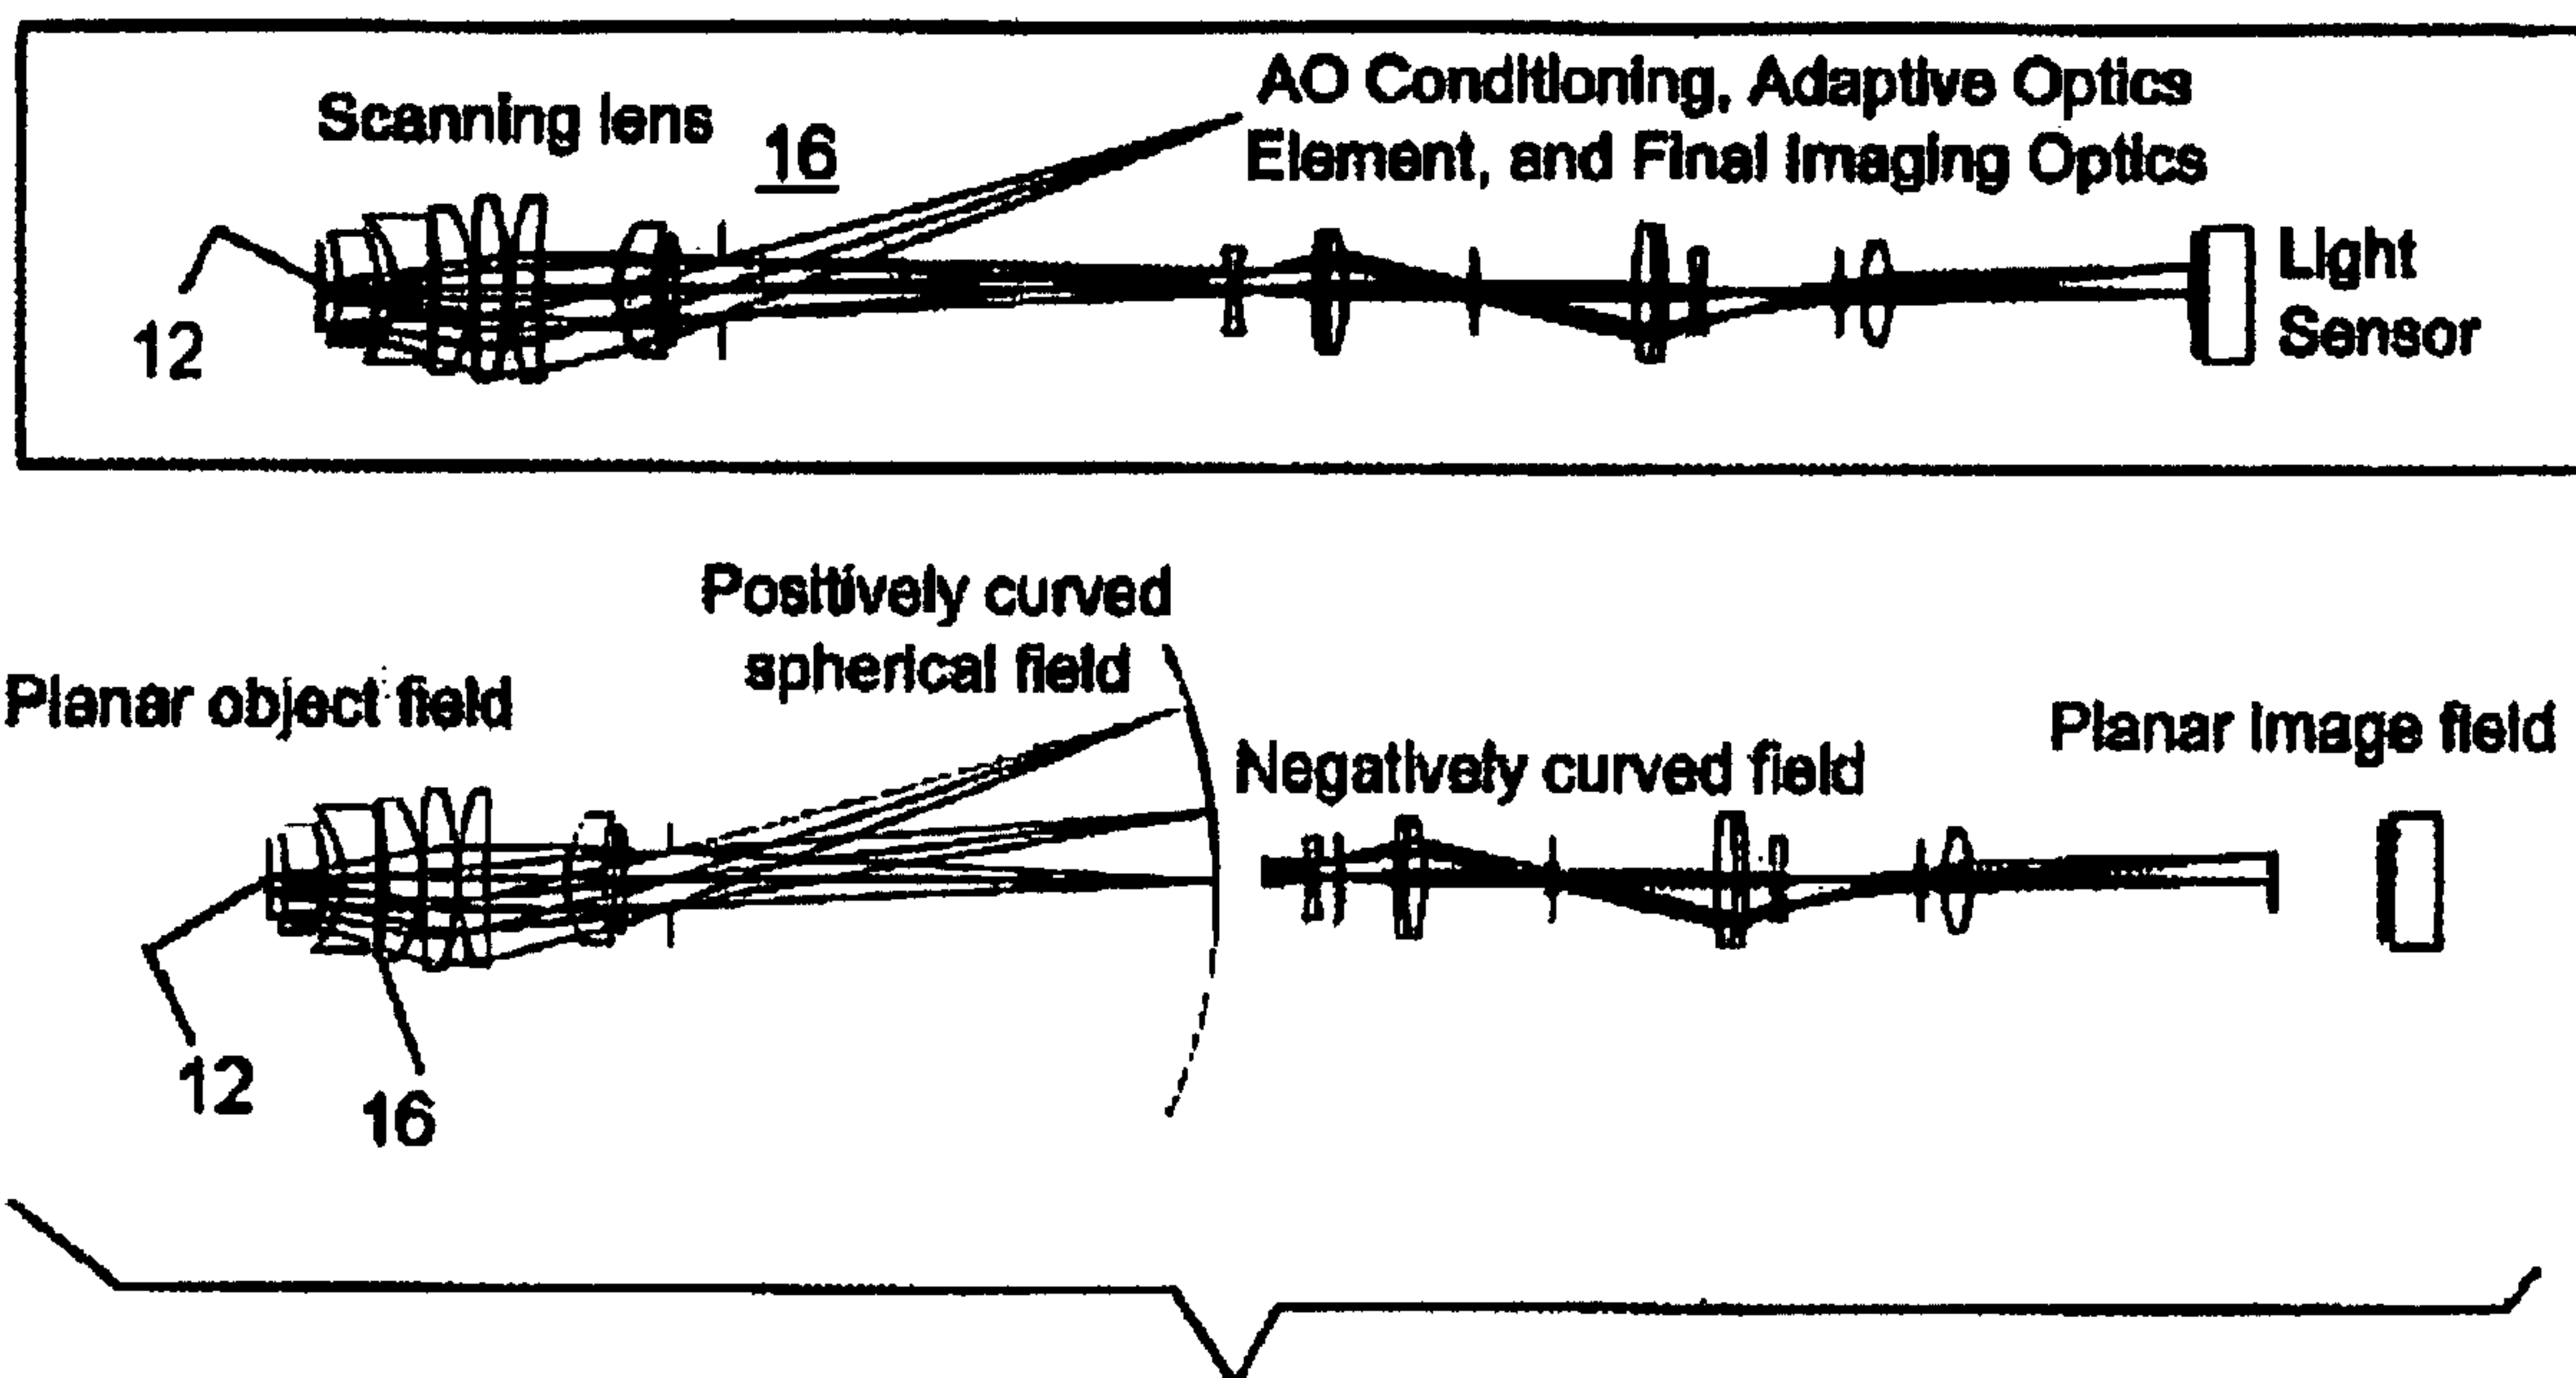 AO Conditioning, Adaptive Optics
Element, and Final Imaging Optics
Scanning lens
16
12
Light
Sensor
Positively curved
spherical field
Planar object field
Negatively curved field
Planar image field
12
16